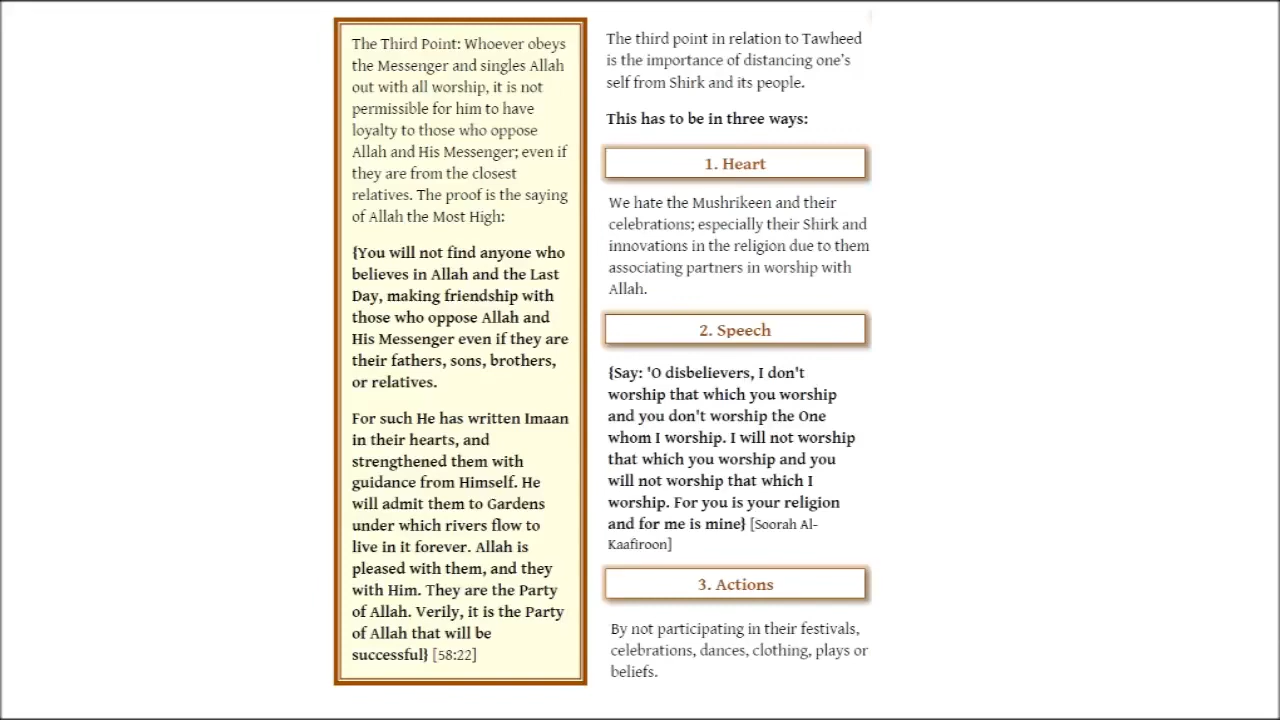 The Third Point: Whoever obeys
the Messenger and singles Allah
out with all worship, it is not
permissible for him to have
loyalty to those who oppose
Allah and His Messenger; even if
they are from the closest
relatives. The proof is the saying
of Allah the Most High:
{You will not find anyone who
believes in Allah and the Last
Day, making friendship with
those who oppose Allah and
His Messenger even if they are
their fathers, sons, brothers,
or relatives.
For such He has written Imaan
in their hearts, and
strengthened them with
guidance from Himself. He
will admit them to Gardens
under which rivers flow to
live in it forever. Allah is
pleased with them, and they
with Him. They are the Party
of Allah. Verily, it is the Party
of Allah that will be
successful} [58:22]
The third point in relation to Tawheed
is the importance of distancing one's
self from Shirk and its people.
This has to be in three ways:
1. Heart
We hate the Mushrikeen and their
celebrations; especially their Shirk and
innovations in the religion due to them
associating partners in worship with
Allah.
2. Speech
{Say: 'O disbelievers, I don't
worship that which you worship
and you don't worship the One
whom I worship. I will not worship
that which you worship and you
will not worship that which I
worship. For you is your religion
and for me is mine} [Soorah Al-
Kaafiroon]
3. Actions
By not participating in their festivals,
celebrations, dances, clothing, plays or
beliefs.